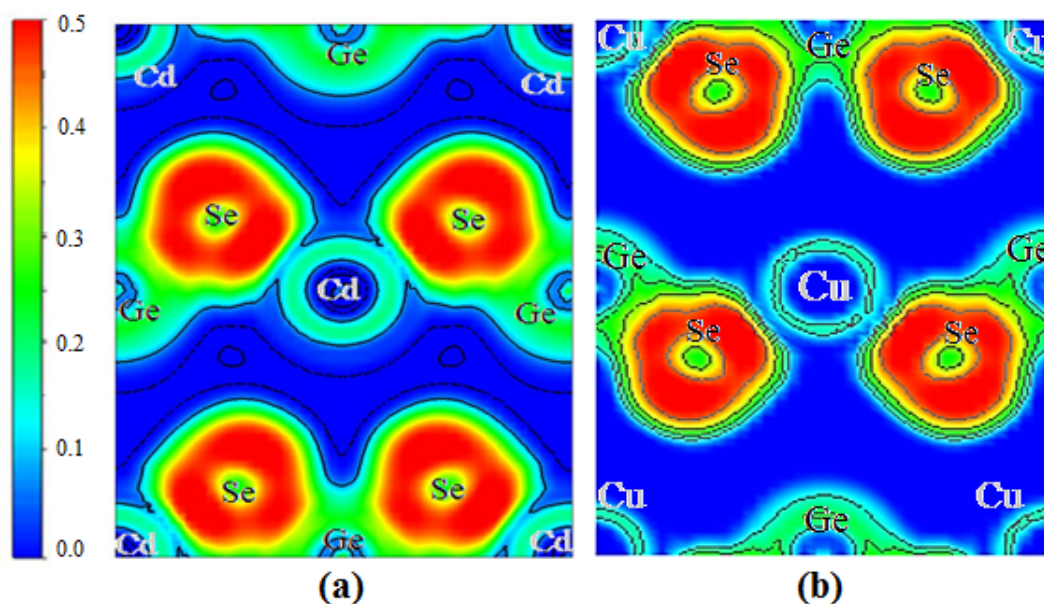 0.5
0.4
0.3
0.2
0.1
0.0
Ge
Cd Cd
Se Se
Cd
Ge Ge
Se Se
Cd Ge Cd
(a)
Cu Ge Cu
Se Se
Ge Ge
Cu
Se Se
Cu Cu
Ge
(b)